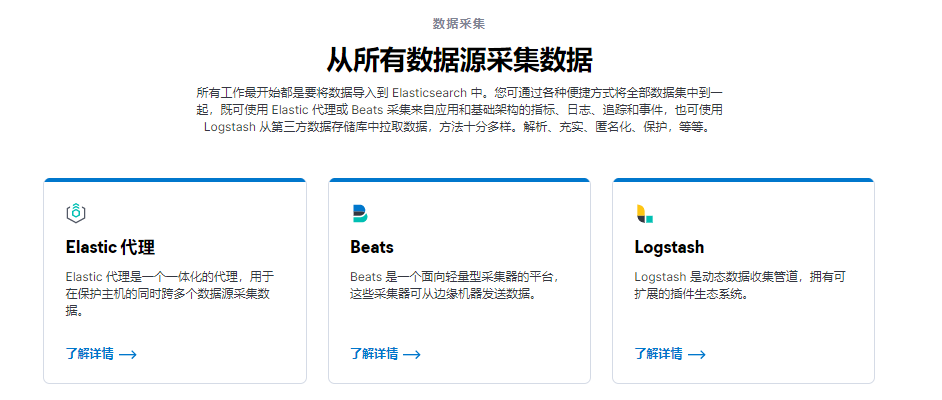 数据采集
从所有数据源采集数据
所有工作最开始都是要将数据导入到 Elasticsearch 中。您可通过各种便捷方式将全部数据集中到一
起，既可使用 Elastic 代理或 Beats 采集来自应用和基础架构的指标、日志、追踪和事件，也可使用
Logstash 从第三方数据存储库中拉取数据，方法十分多样。解析、充实、匿名化、保护，等等。
Elastic 代理
Elastic 代理是一个一体化的代理，用于
在保护主机的同时跨多个数据源采集数
据。
了解详情 →
Beats
Beats 是一个面向轻量型采集器的平台，
这些采集器可从边缘机器发送数据。
了解详情 →
Logstash
Logstash 是动态数据收集管道，拥有可
扩展的插件生态系统。
了解详情 →